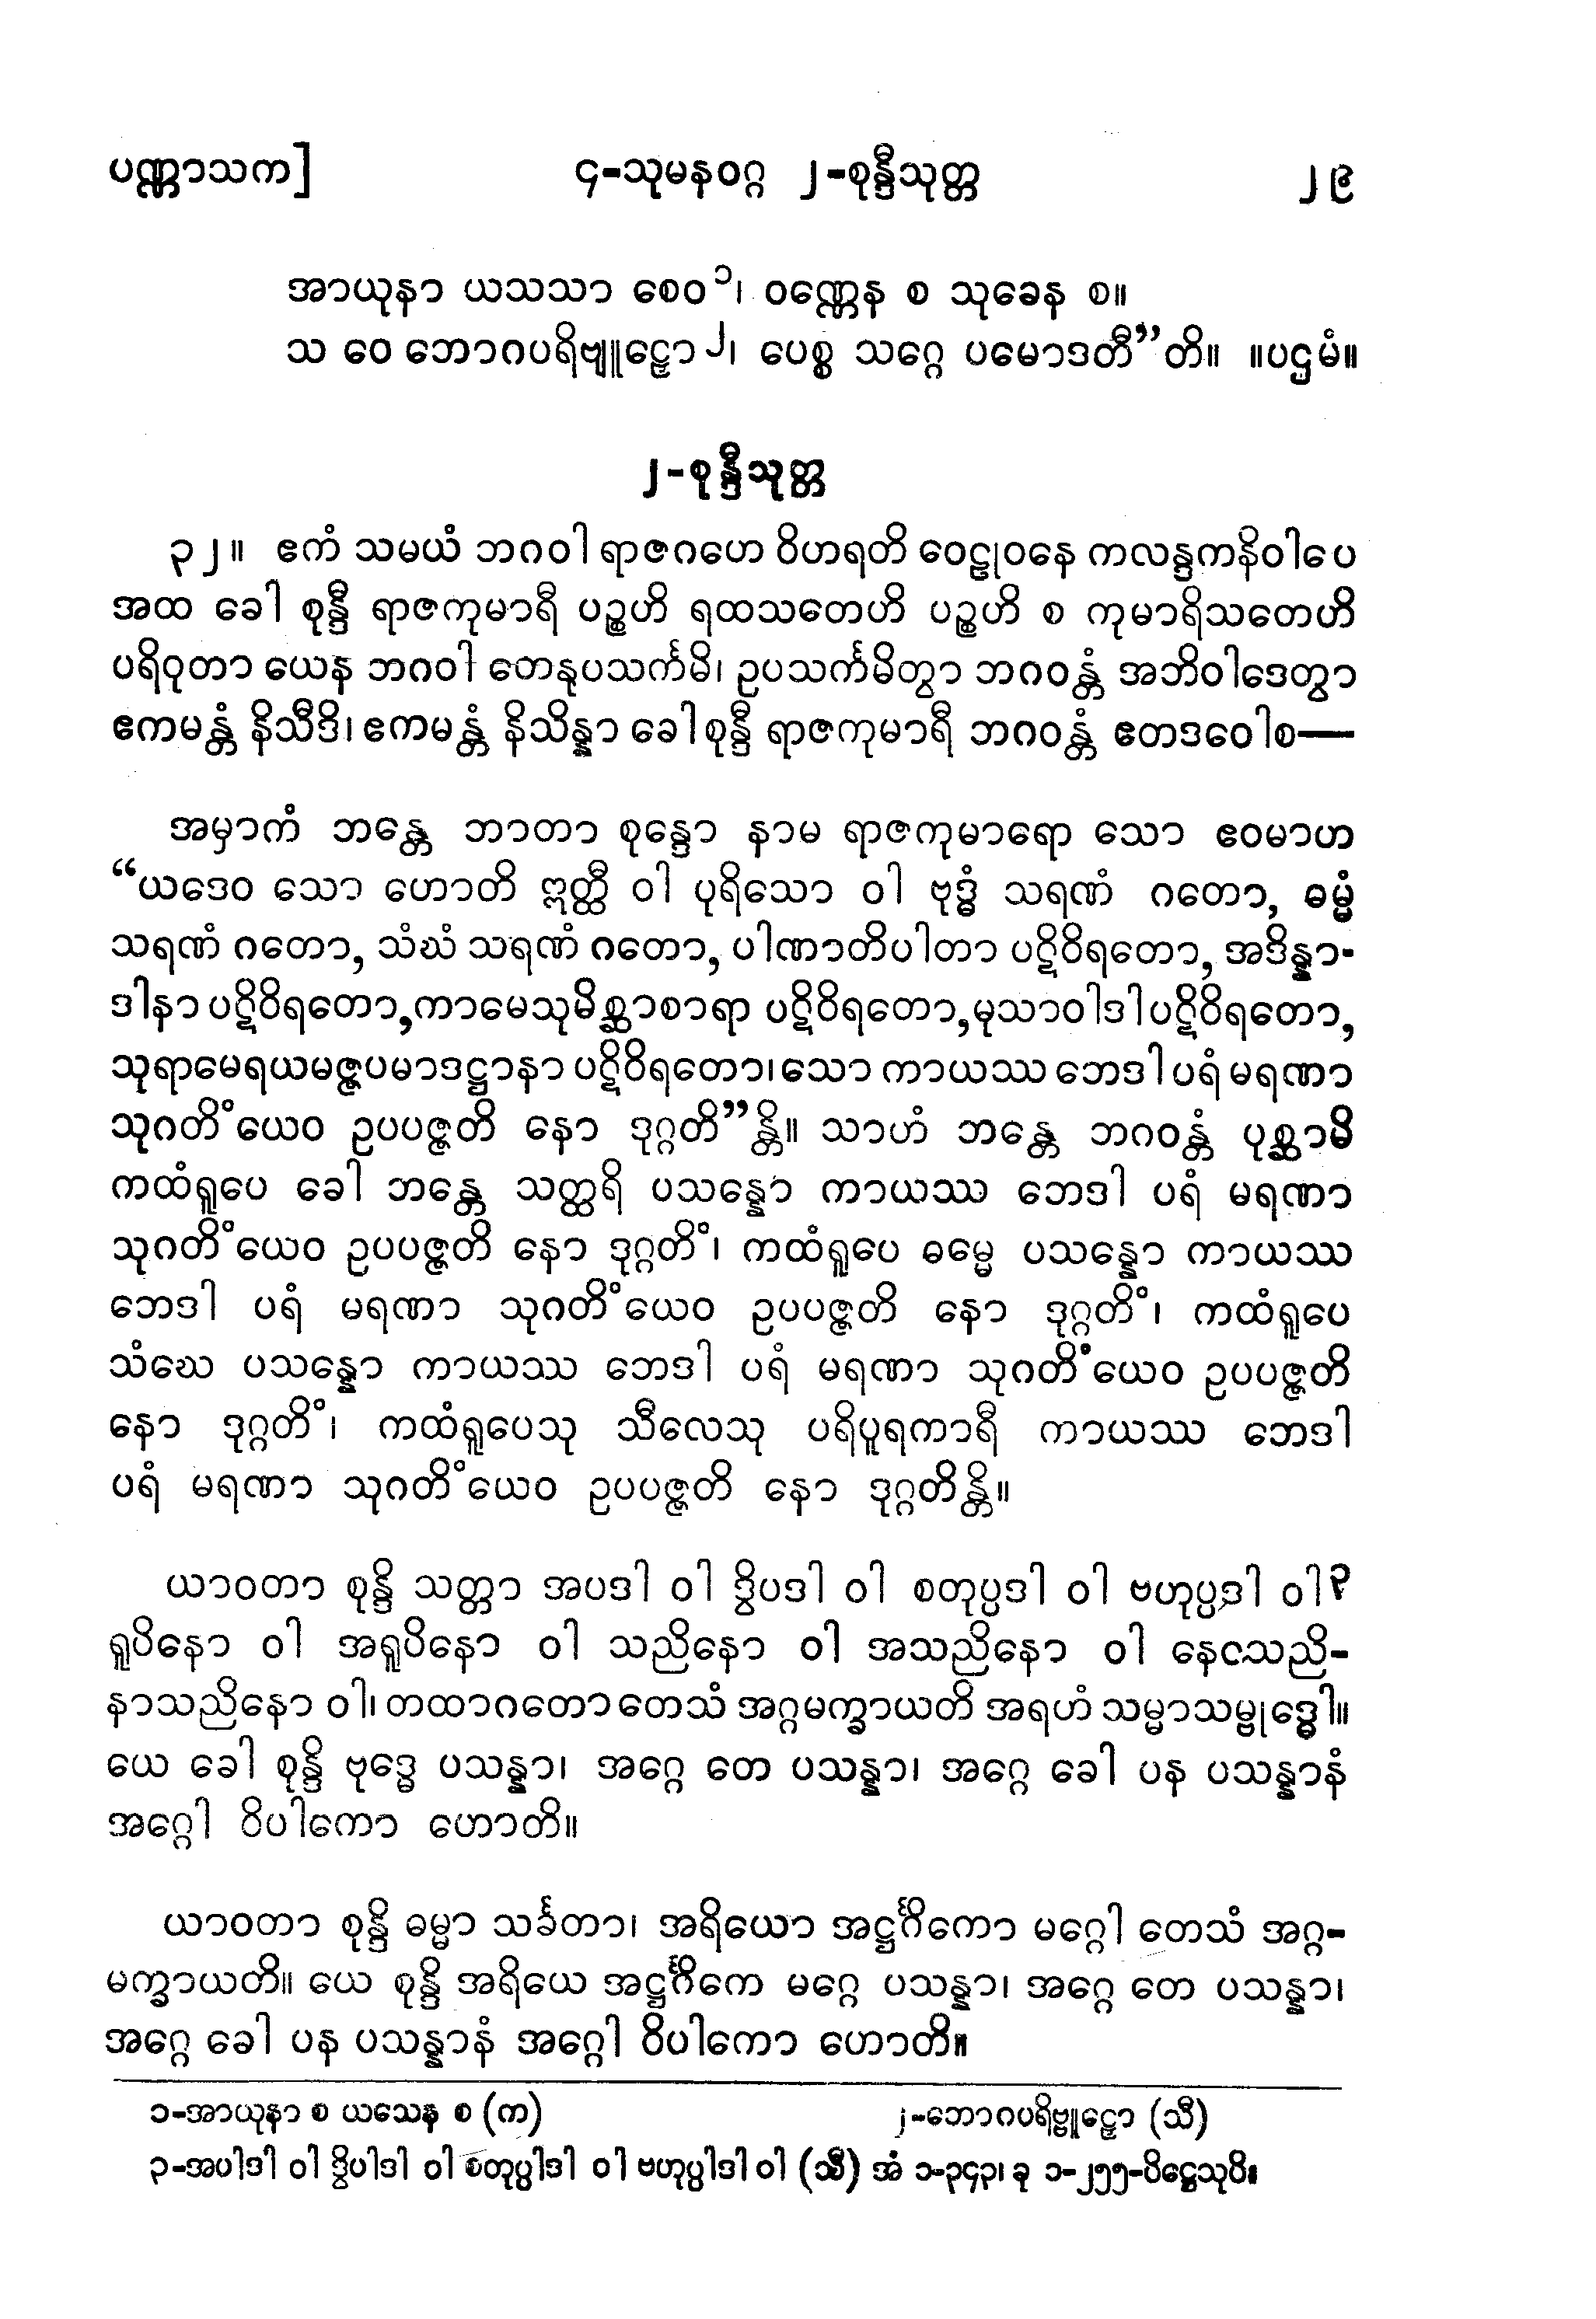 ပဏ္ဏာသက] ၄-သုမနဝဂ္ဂ ၂-စုန္ဒီသုတ္တ ၂၉
အာယုနာ ယသသာ စေဝ၁၊ ဝဏ္ဏေန စ သုခေန စ။
သ ဝေ ဘောဂပရိဗျူဠှော၂၊ ပေစ္စ သဂ္ဂေ ပမောဒတီ”တိ။ ။ပဌမံ။
၂-စုန္ဒီသုတ္တ
၃၂။ ဧကံ သမယံ ဘဂဝါ ရာဇဂဟေ ဝိဟရတိ ဝေဠုဝနေ ကလန္ဒကနိဝါပေ
အထ ခေါ စုန္ဒီ ရာဇကုမာရီ ပဉ္စဟိ ရထသတေဟိ ပဉ္စဟိ စ ကုမာရိသတေဟိ
ပရိဝုတာ ယေန ဘဂဝါ တေနုပသင်္ကမိ၊ ဥပသင်္ကမိတွာ ဘဂဝန္တံ အဘိဝါဒေတွာ
ဧကမန္တံ နိသီဒိ၊ ဧကမန္တံ နိသိန္နာ ခေါ စုန္ဒီ ရာဇကုမာရီ ဘဂဝန္တံ ဧတဒဝေါစ—
အမှာကံ ဘန္တေ ဘာတာ စုန္ဒော နာမ ရာဇကုမာရော သော ဧဝမာဟ
“ယဒေဝ သော ဟောတိ ဣတ္ထီ ဝါ ပုရိသော ဝါ ဗုဒ္ဓံ သရဏံ ဂတော, ဓမ္မံ
သရဏံ ဂတော, သံဃံ သရဏံ ဂတော, ပါဏာတိပါတာ ပဋိဝိရတော, အဒိန္နာ-
ဒါနာ ပဋိဝိရတော,ကာမေသုမိစ္ဆာစာရာ ပဋိဝိရတော,မုသာဝါဒါ ပဋိဝိရတော,
သုရာမေရယမဇ္ဇပမာဒဋ္ဌာနာ ပဋိဝိရတော၊သော ကာယဿ ဘေဒါ ပရံ မရဏာ
သုဂတိံယေဝ ဥပပဇ္ဇတိ နော ဒုဂ္ဂတိ”န္တိ။ သာဟံ ဘန္တေ ဘဂဝန္တံ ပုစ္ဆာမိ
ကထံရူပေ ခေါ ဘန္တေ သတ္ထရိ ပသန္နော ကာယဿ ဘေဒါ ပရံ မရဏာ
သုဂတိံယေဝ ဥပပဇ္ဇတိ နော ဒုဂ္ဂတိံ၊ ကထံရူပေ ဓမ္မေ ပသန္နော ကာယဿ
ဘေဒါ ပရံ မရဏာ သုဂတိံယေဝ ဥပပဇ္ဇတိ နော ဒုဂ္ဂတိံ၊ ကထံရူပေ
သံဃေ ပသန္နော ကာယဿ ဘေဒါ ပရံ မရဏာ သုဂတိံယေဝ ဥပပဇ္ဇတိ
နော ဒုဂ္ဂတိံ၊ ကထံရူပေသု သီလေသု ပရိပူရကာရီ ကာယဿ ဘေဒါ
ပရံ မရဏာ သုဂတိံယေဝ ဥပပဇ္ဇတိ နော ဒုဂ္ဂတိန္တိ။
ယာဝတာ စုန္ဒိ သတ္တာ အပဒါ ဝါ ဒွိပဒါ ဝါ စတုပ္ပဒါ ဝါ ဗဟုပ္ပဒါ ဝါ၃
ရူပိနော ဝါ အရူပိနော ဝါ သညိနော ဝါ အသညိနော ဝါ နေဝသညိ-
နာသညိနော ဝါ၊ တထာဂတော တေသံ အဂ္ဂမက္ခာယတိ အရဟံ သမ္မာသမ္ဗုဒ္ဓေါ။
ယေ ခေါ စုန္ဒိ ဗုဒ္ဓေ ပသန္နာ၊ အဂ္ဂေ တေ ပသန္နာ၊ အဂ္ဂေ ခေါ ပန ပသန္နာနံ
အဂ္ဂေါ ဝိပါကော ဟောတိ။
ယာဝတာ စုန္ဒိ ဓမ္မာ သင်္ခတာ၊ အရိယော အဋ္ဌင်္ဂိကော မဂ္ဂေါ တေသံ အဂ္ဂ-
မက္ခာယတိ။ ယေ စုန္ဒိ အရိယေ အဋ္ဌင်္ဂိကေ မဂ္ဂေ ပသန္နာ၊ အဂ္ဂေ တေ ပသန္နာ၊
အဂ္ဂေ ခေါ ပန ပသန္နာနံ အဂ္ဂေါ ဝိပါကော ဟောတိ။
၁-အာယုနာ စ ယသေန စ (က) ၂-ဘောဂပရိဗ္ဗူဠှော (သီ)
၃-အပါဒါ ဝါ ဒွိပါဒါ ဝါ စတုပ္ပါဒါ ဝါ ဗဟုပ္ပါဒါ ဝါ (သီ) အံ ၁-၃၄၃၊ ခု ၁-၂၅၅-ပိဋ္ဌေသုပိ။